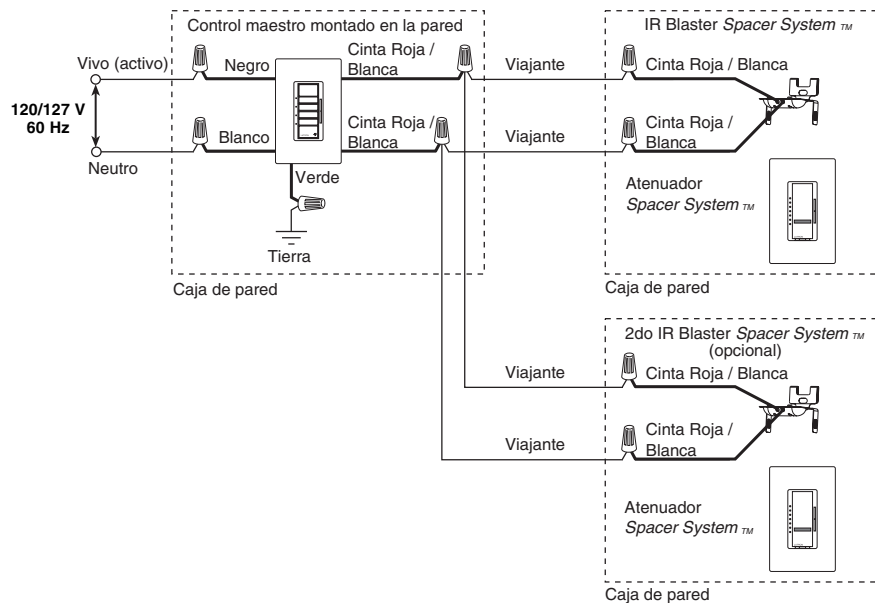 Control maestro montado en la pared
Vivo (activo)
Negro
Cinta Roja /
Blanca
Viajante
120/127 V
60 Hz
Blanco
Cinta Roja /
Blanca
Viajante
Neutro
Verde
Tierra
Caja de pared
IR Blaster Spacer System TM
Cinta Roja / Blanca
Cinta Roja /
Blanca
Atenuador
Spacer System TM
Caja de pared
2do IR Blaster Spacer System TM
(opcional)
Viajante
Cinta Roja / Blanca
Viajante
Cinta Roja /
Blanca
Atenuador
Spacer System TM
Caja de pared